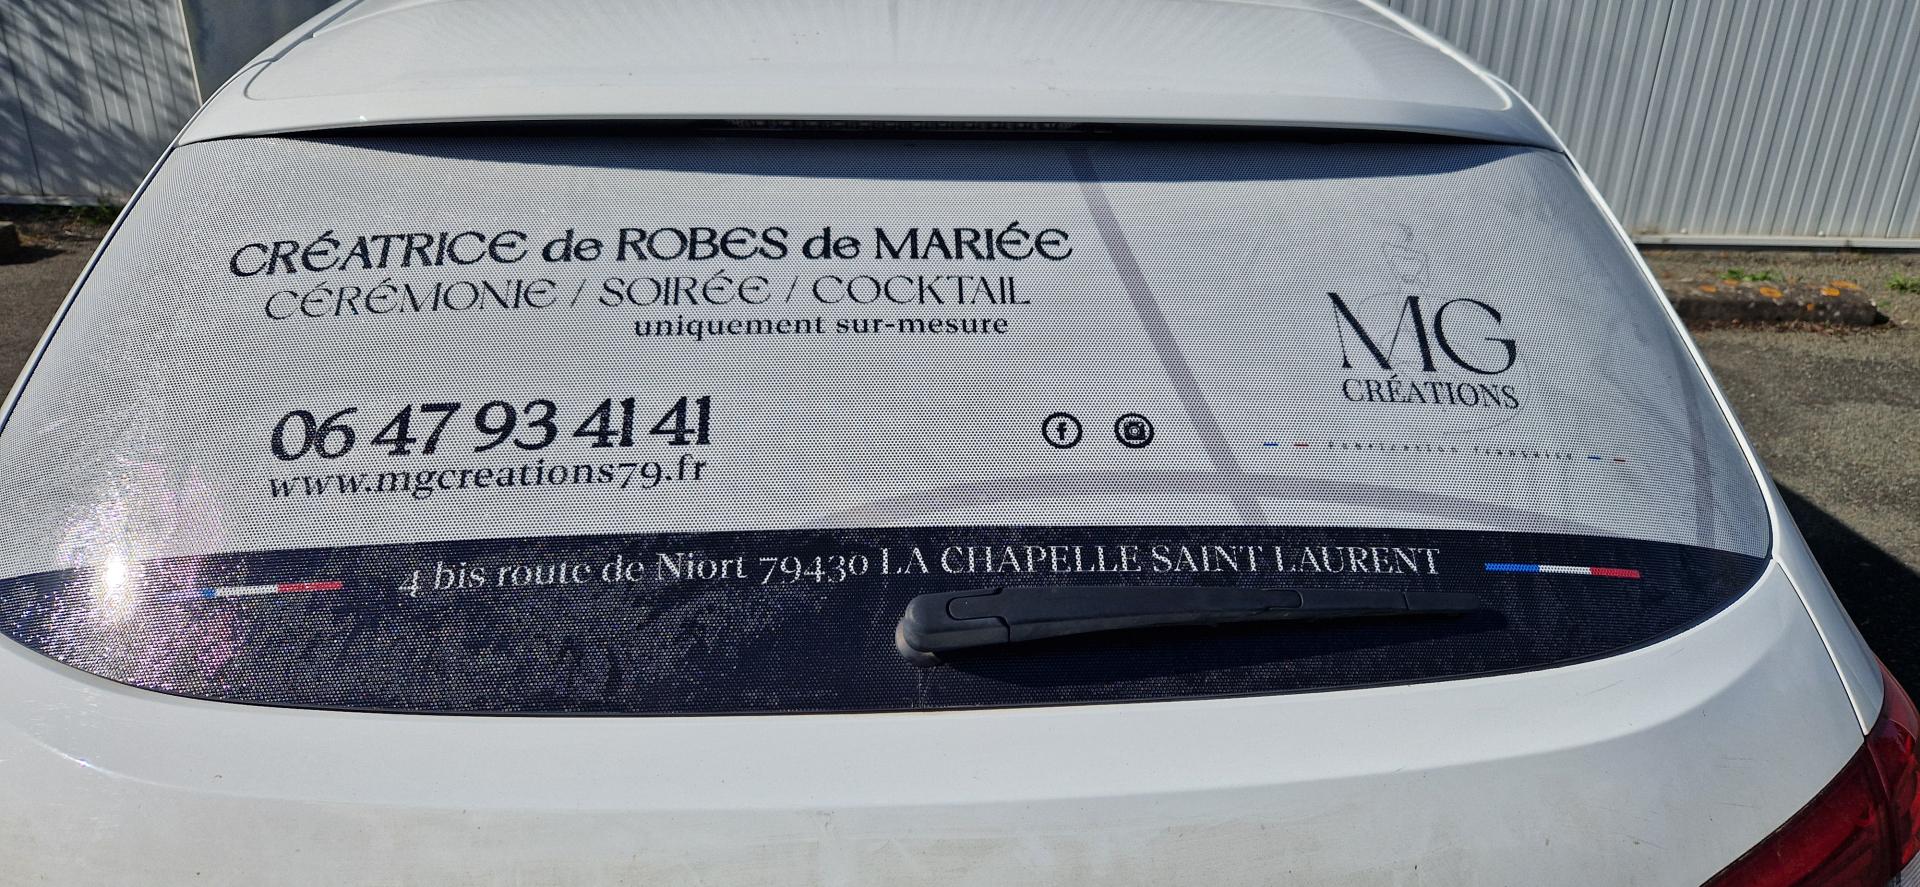 CRÉATRICE de ROBES de MARIÉE
CÉRÉMONIE / SOIRÉE / COCKTAIL
uniquement sur-mesure
06 47 93 41 41
www.mgcreations79.fr
MG
CRÉATIONS
4 bis route de Niort 79430 LA CHAPELLE SAINT LAURENT